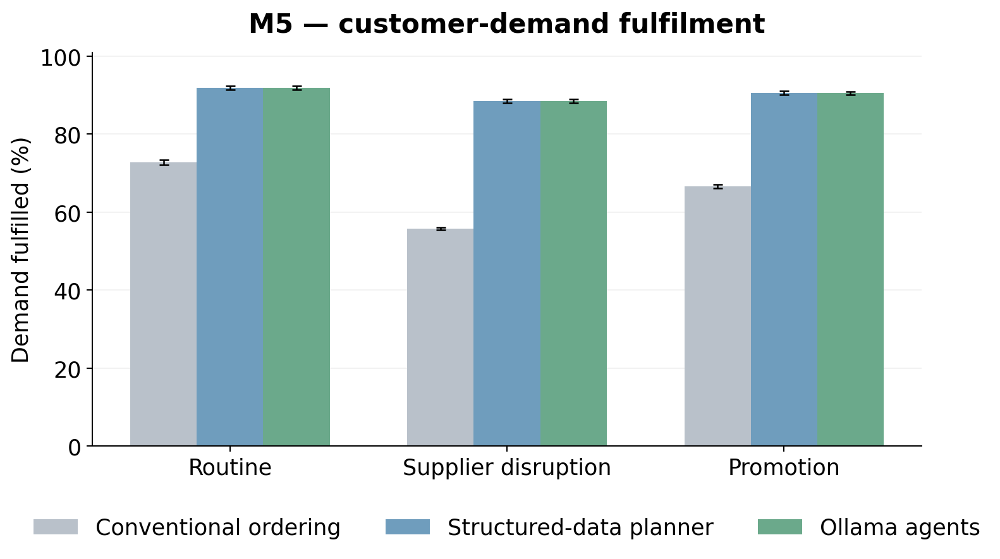 M5 — customer-demand fulfilment
Demand fulfilled (%)
100
80
60
40
20
0
Routine
Supplier disruption
Promotion
Conventional ordering
Structured-data planner
Ollama agents